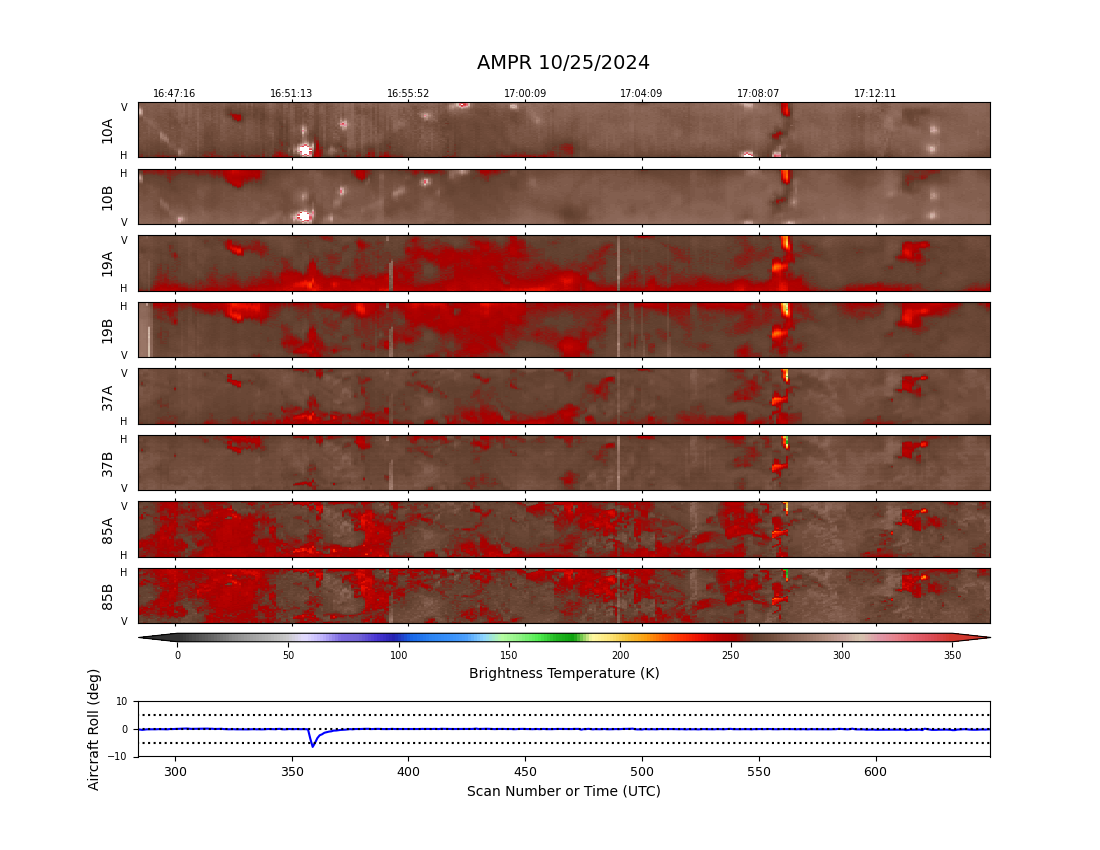 AMPR 10/25/2024
16:47:16 16:51:13 16:55:52 17:00:09 17:04:09 17:08:07 17:12:11
V
10A
H
H
10B
V
V
19A
H
H
19B
V
V
37A
H
H
37B
V
V
85A
H
H
85B
V
0 50 100 150 200 250 300 350
Brightness Temperature (K)
Aircraft Roll (deg)
10
0
−10
300 350 400 450 500 550 600
Scan Number or Time (UTC)